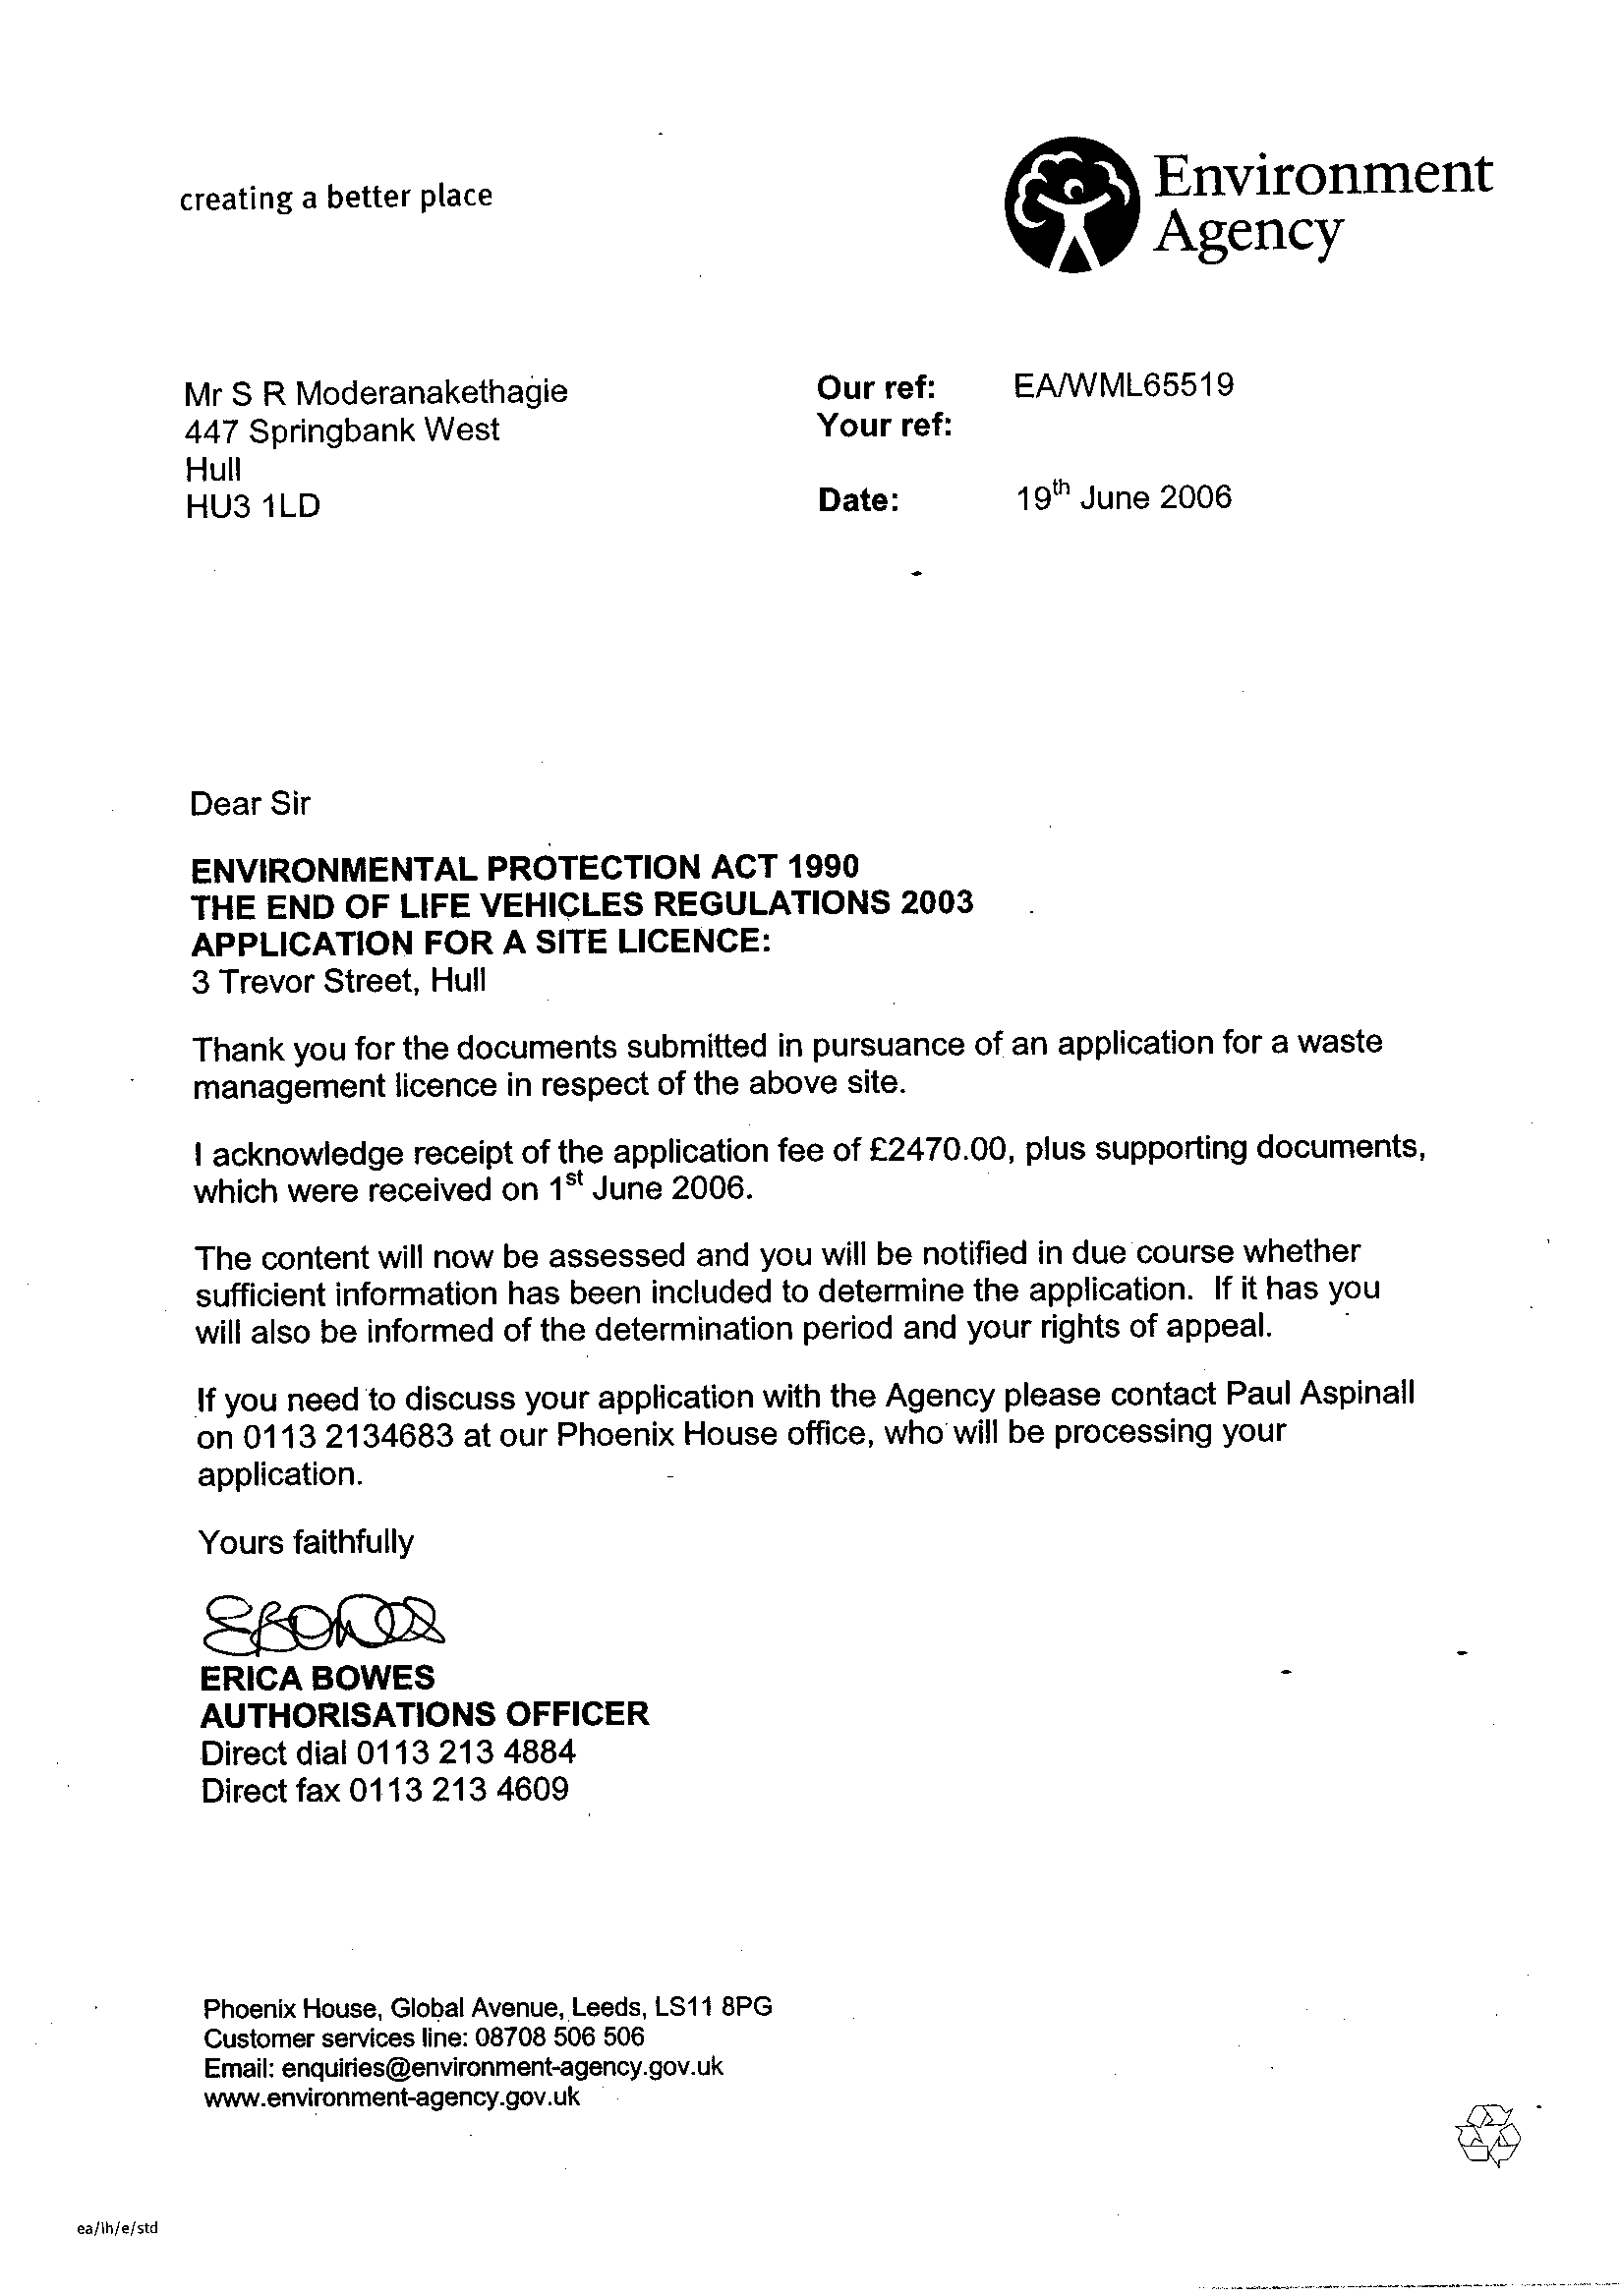 creating a better place
Environment
Agency
Mr S R Moderanakethagie
447 Springbank West
Hull
HU3 1LD
Our ref: EA/WML65519
Your ref:
Date: 19th June 2006
Dear Sir
ENVIRONMENTAL PROTECTION ACT 1990
THE END OF LIFE VEHICLES REGULATIONS 2003
APPLICATION FOR A SITE LICENCE:
3 Trevor Street, Hull
Thank you for the documents submitted in pursuance of an application for a waste
management licence in respect of the above site.
I acknowledge receipt of the application fee of £2470.00, plus supporting documents,
which were received on 1st June 2006.
The content will now be assessed and you will be notified in due course whether
sufficient information has been included to determine the application. If it has you
will also be informed of the determination period and your rights of appeal.
If you need to discuss your application with the Agency please contact Paul Aspinall
on 0113 2134683 at our Phoenix House office, who will be processing your
application.
Yours faithfully
EBowes
ERICA BOWES
AUTHORISATIONS OFFICER
Direct dial 0113 213 4884
Direct fax 0113 213 4609
Phoenix House, Global Avenue, Leeds, LS11 8PG
Customer services line: 08708 506 506
Email: enquiries@environment-agency.gov.uk
www.environment-agency.gov.uk
ea/lh/e/std